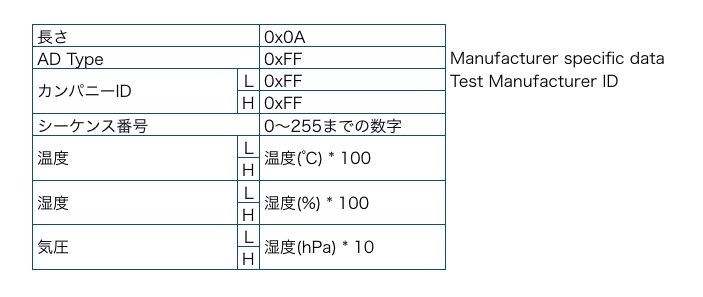 長さ 0x0A
AD Type 0xFF Manufacturer specific data
カンパニーID L 0xFF Test Manufacturer ID
H 0xFF
シーケンス番号 0〜255までの数字
温度 L 温度(℃) * 100
H
湿度 L 湿度(%) * 100
H
気圧 L 湿度(hPa) * 10
H